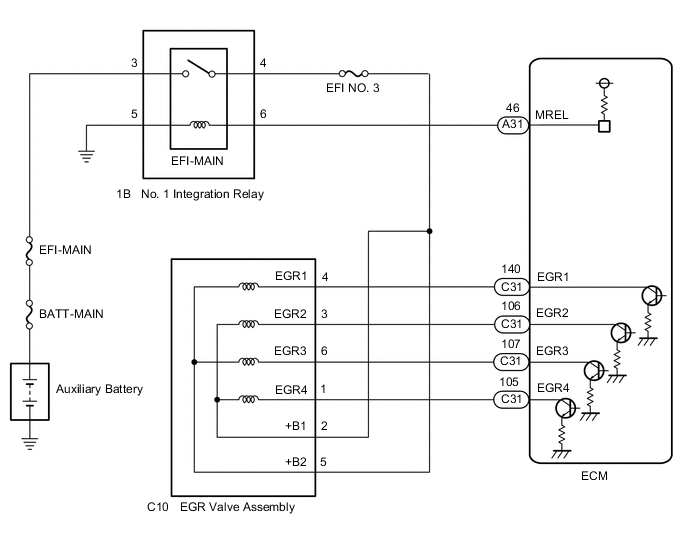 3
4
EFI NO. 3
5
6
EFI-MAIN
1B No. 1 Integration Relay
46
A31
MREL
EFI-MAIN
BATT-MAIN
Auxiliary Battery
EGR1
4
140
C31
EGR1
EGR2
3
106
C31
EGR2
EGR3
6
107
C31
EGR3
EGR4
1
105
C31
EGR4
+B1
2
+B2
5
ECM
C10 EGR Valve Assembly